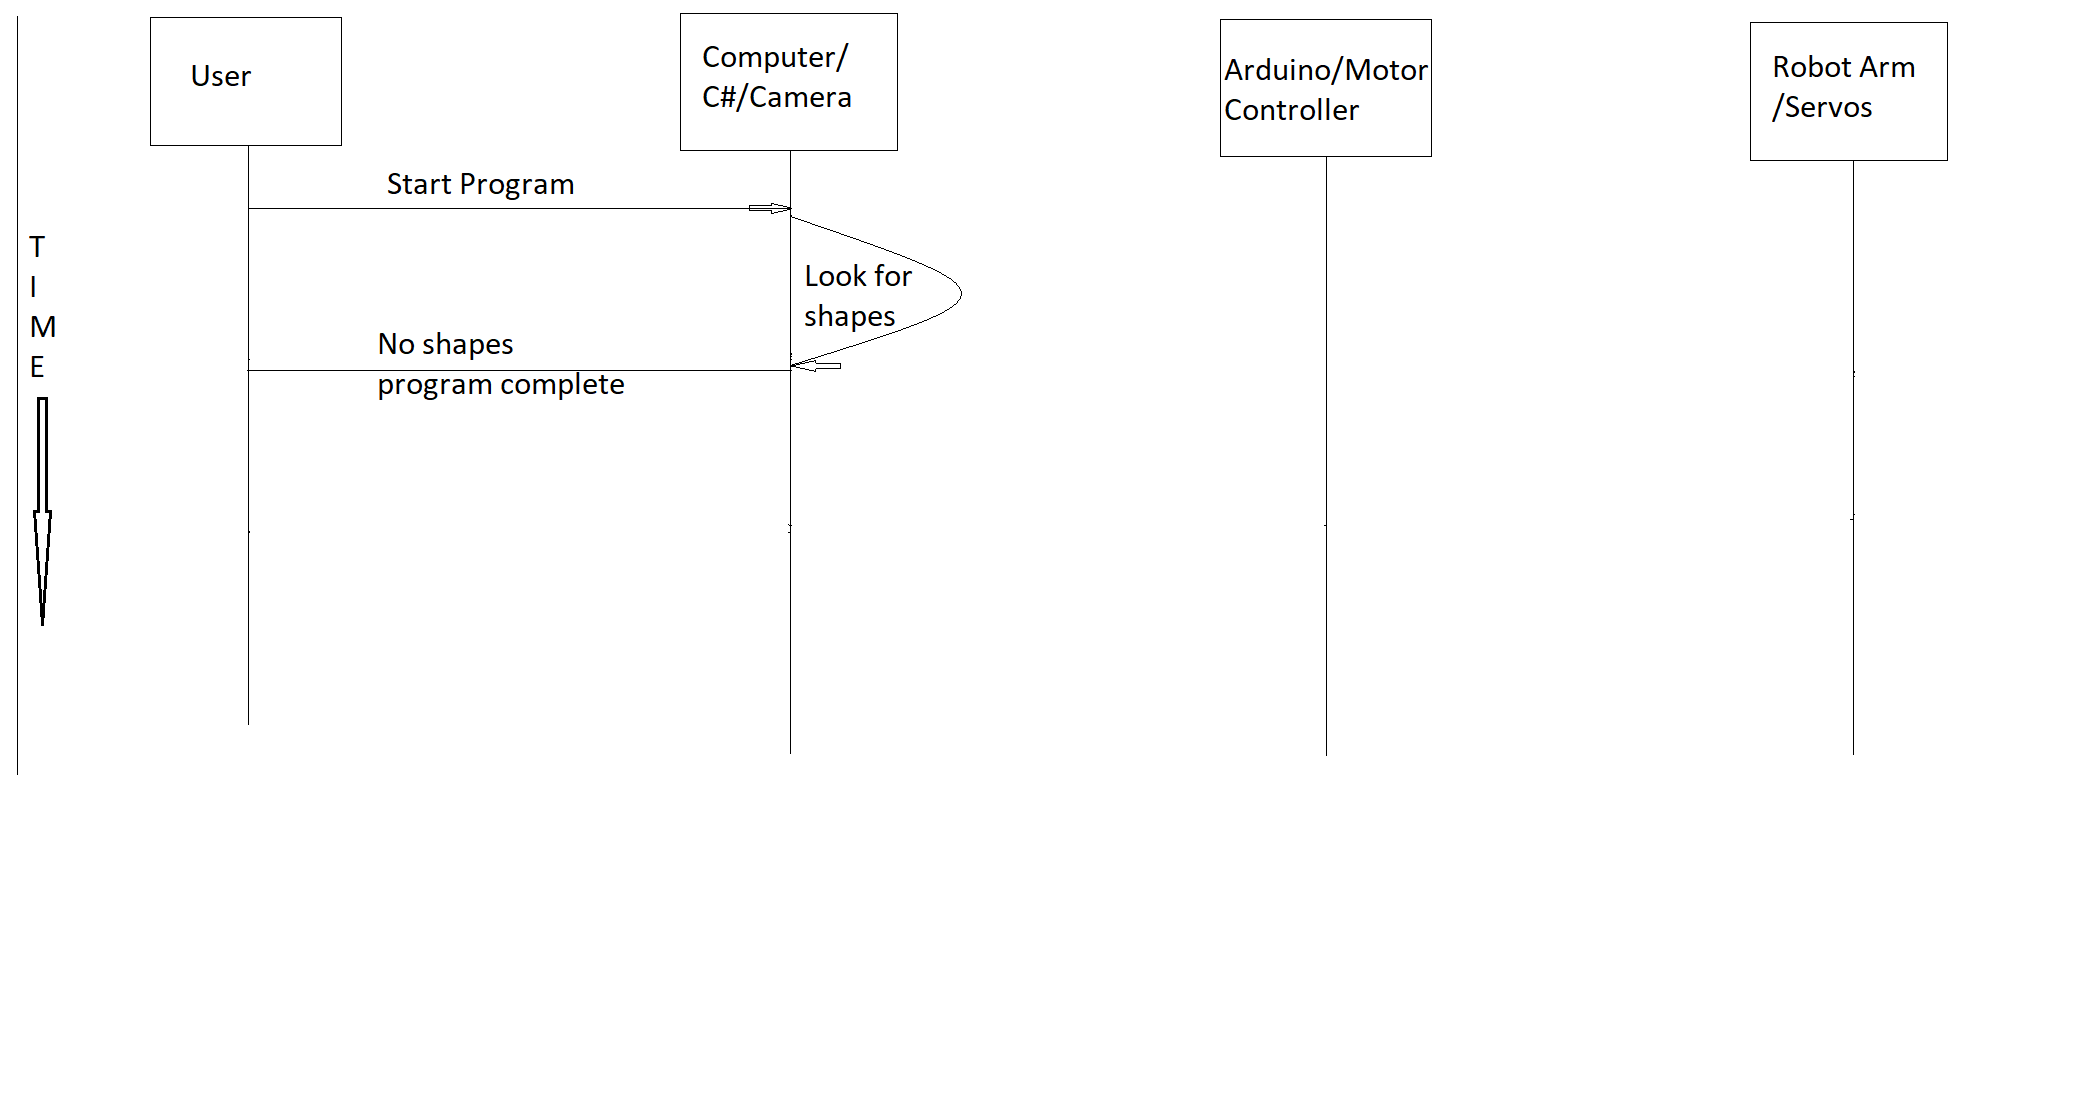 User
Computer/
C#/Camera
Arduino/Motor
Controller
Robot Arm
/Servos
Start Program
T
I
M
E
Look for
shapes
No shapes
program complete